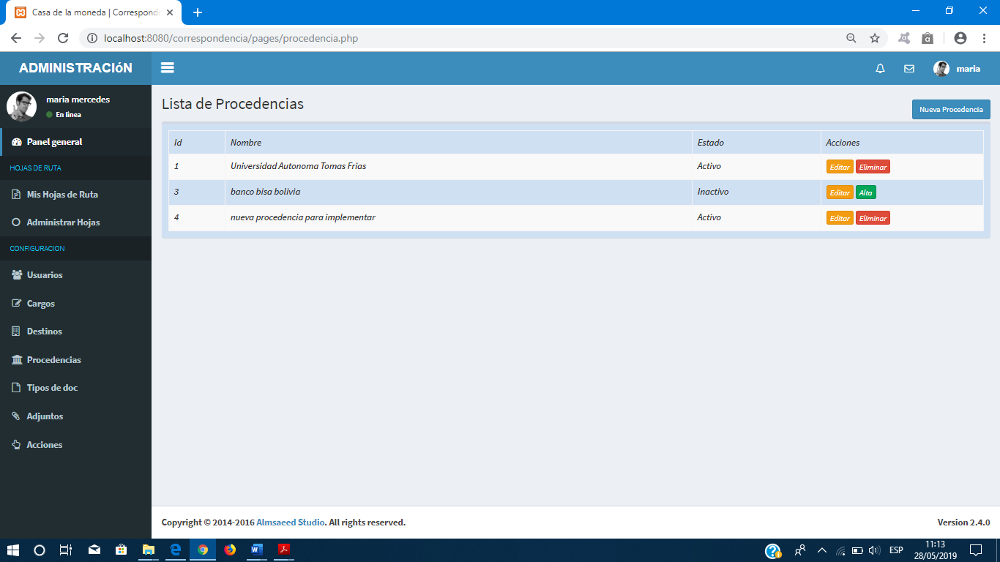 Casa de la moneda | Correspond
localhost:8080/correspondencia/pages/procedencia.php
ADMINISTRACIóN
maria
maria mercedes
En linea
Lista de Procedencias
Nueva Procedencia
Panel general
HOJAS DE RUTA
Mis Hojas de Ruta
Administrar Hojas
CONFIGURACION
Usuarios
Cargos
Destinos
Procedencias
Tipos de doc
Adjuntos
Acciones
Id Nombre Estado Acciones
1 Universidad Autonoma Tomas Frias Activo Editar Eliminar
3 banco bisa bolivia Inactivo Editar Alta
4 nueva procedencia para implementar Activo Editar Eliminar
Copyright © 2014-2016 Almsaeed Studio. All rights reserved. Version 2.4.0
ESP
11:13
28/05/2019